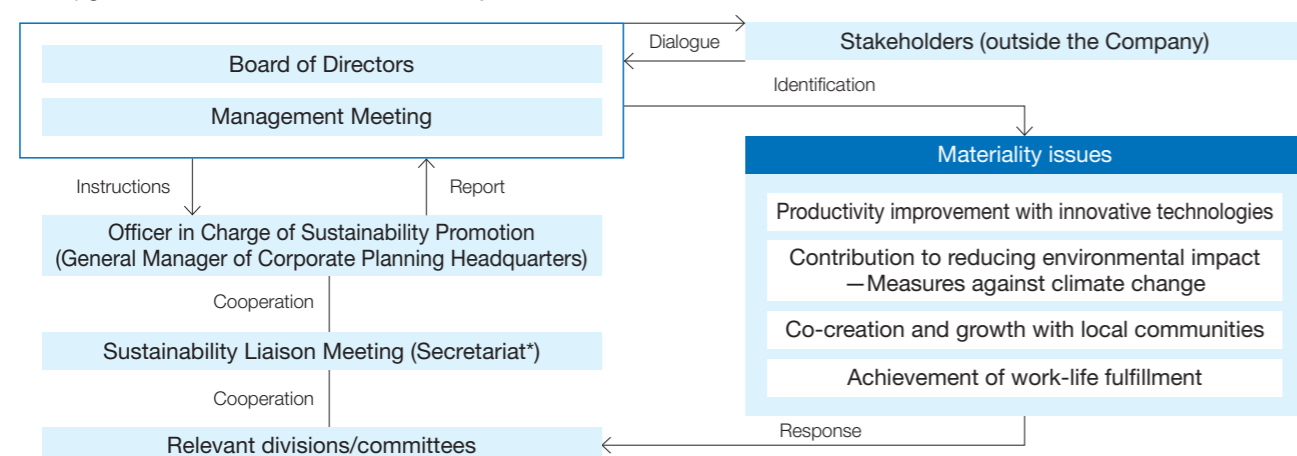 Board of Directors
Management Meeting
Dialogue
Stakeholders (outside the Company)
Identification
Materiality issues
Productivity improvement with innovative technologies
Contribution to reducing environmental impact
—Measures against climate change
Co-creation and growth with local communities
Achievement of work-life fulfillment
Instructions
Report
Officer in Charge of Sustainability Promotion
(General Manager of Corporate Planning Headquarters)
Cooperation
Sustainability Liaison Meeting (Secretariat*)
Cooperation
Relevant divisions/committees
Response